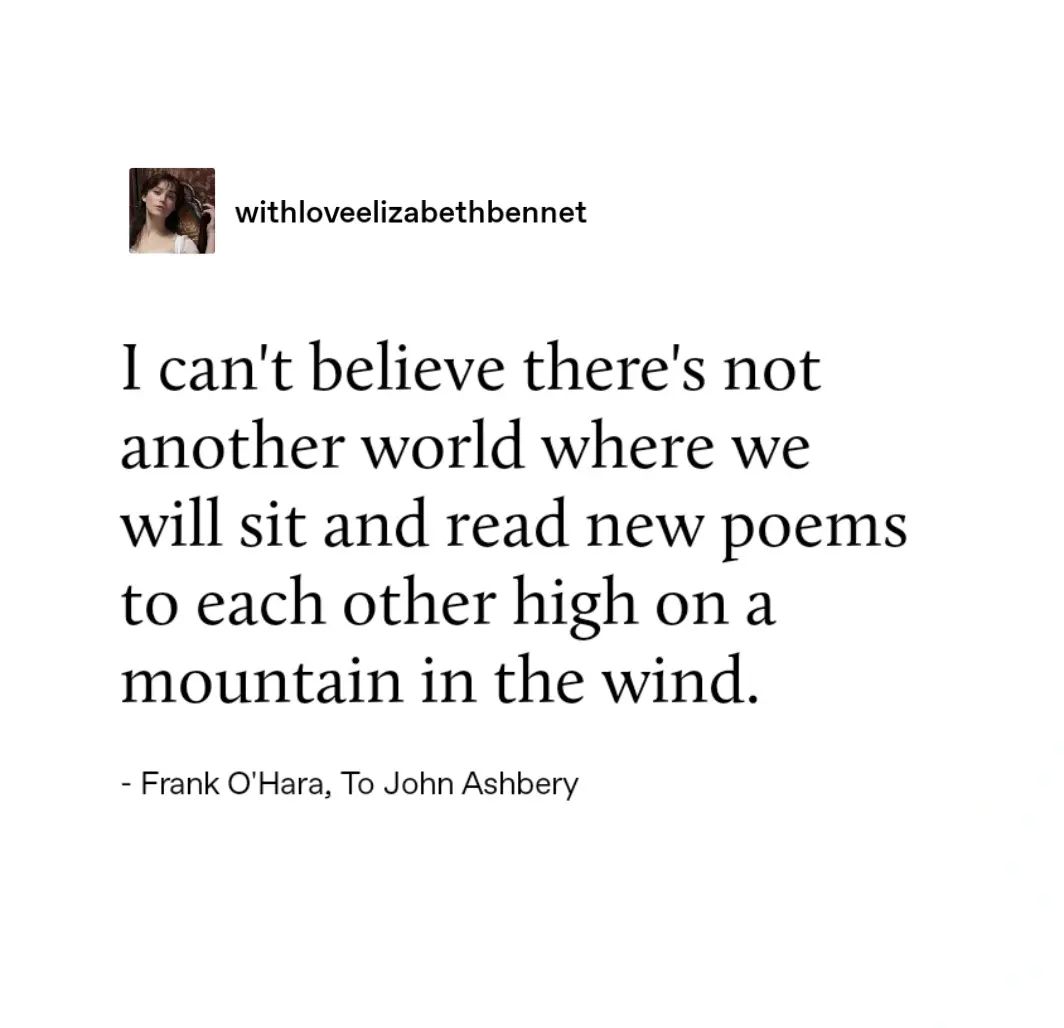 withloveelizabethbennet
I can't believe there's not
another world where we
will sit and read new poems
to each other high on a
mountain in the wind.
- Frank O'Hara, To John Ashbery